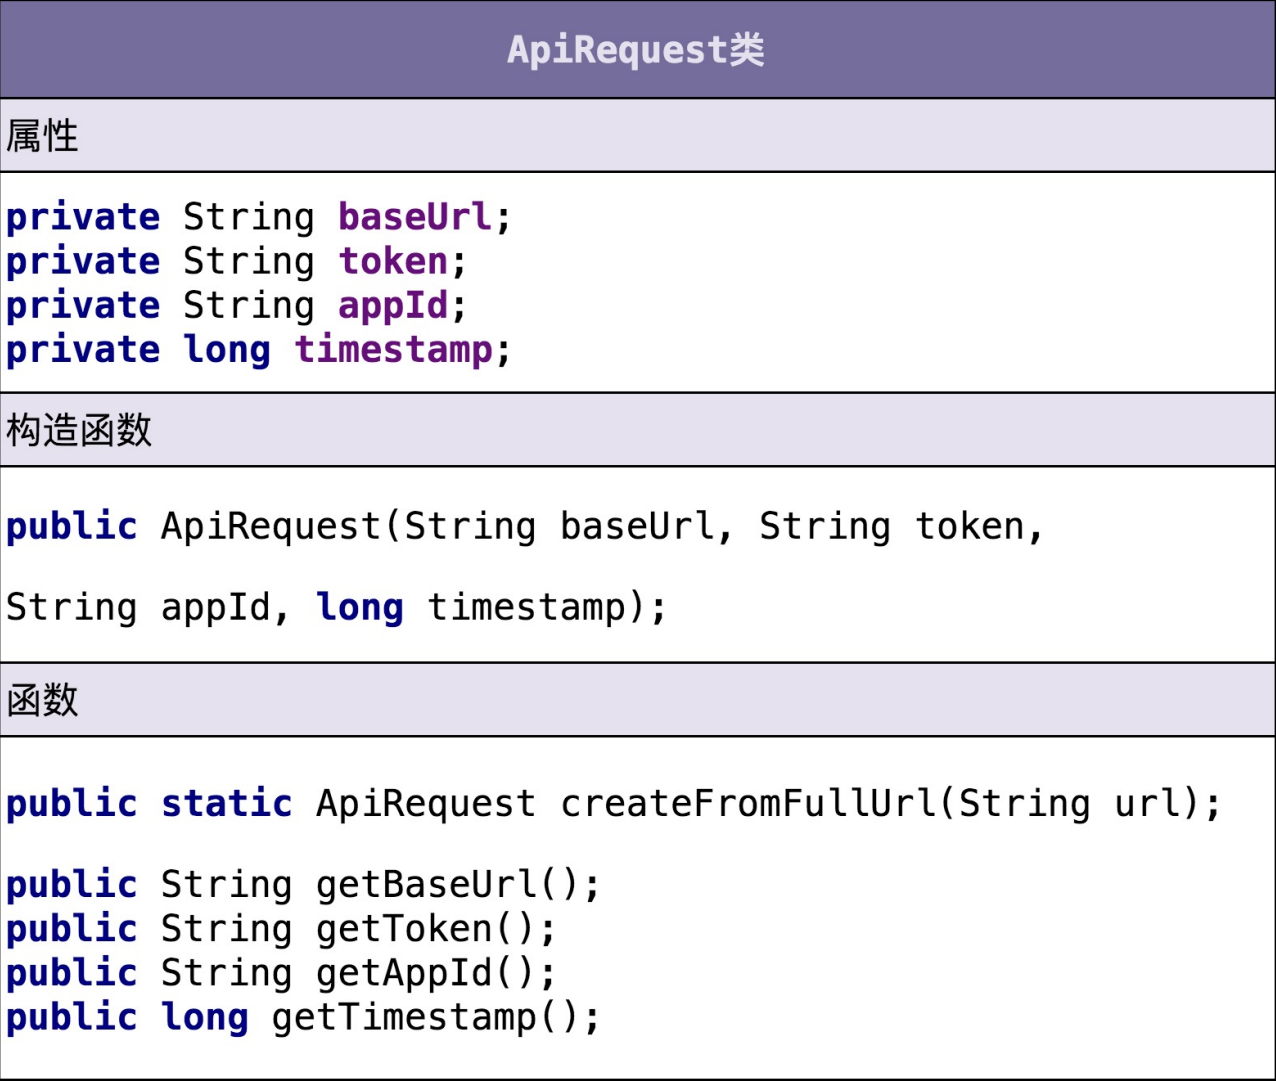 ApiRequest类
属性
private String baseUrl;
private String token;
private String appId;
private long timestamp;
构造函数
public ApiRequest(String baseUrl, String token,
String appId, long timestamp);
函数
public static ApiRequest createFromFullUrl(String url);
public String getBaseUrl();
public String getToken();
public String getAppId();
public long getTimestamp();